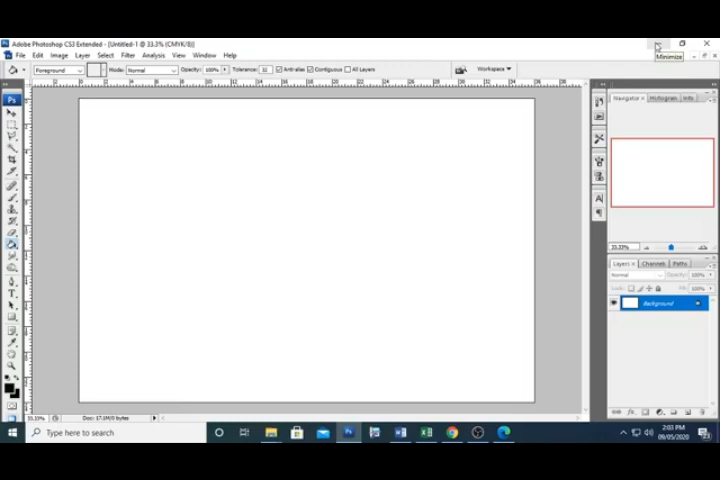 Adobe Photoshop CS3 Extended - [Untitled-1 @ 33.3% (CMYK/8)]
File Edit Image Layer Select Filter Analysis View Window Help
Minimize
Foreground Mode: Normal Opacity: 100% Tolerance: 32 Anti-alias Contiguous All Layers Workspace
Navigator Histogram Info
33.33%
Layers Channels Paths
Normal Opacity: 100%
Lock: Fill: 100%
Background
33.33% Doc: 17.1M/0 bytes
Type here to search
2:03 PM
09/05/2020